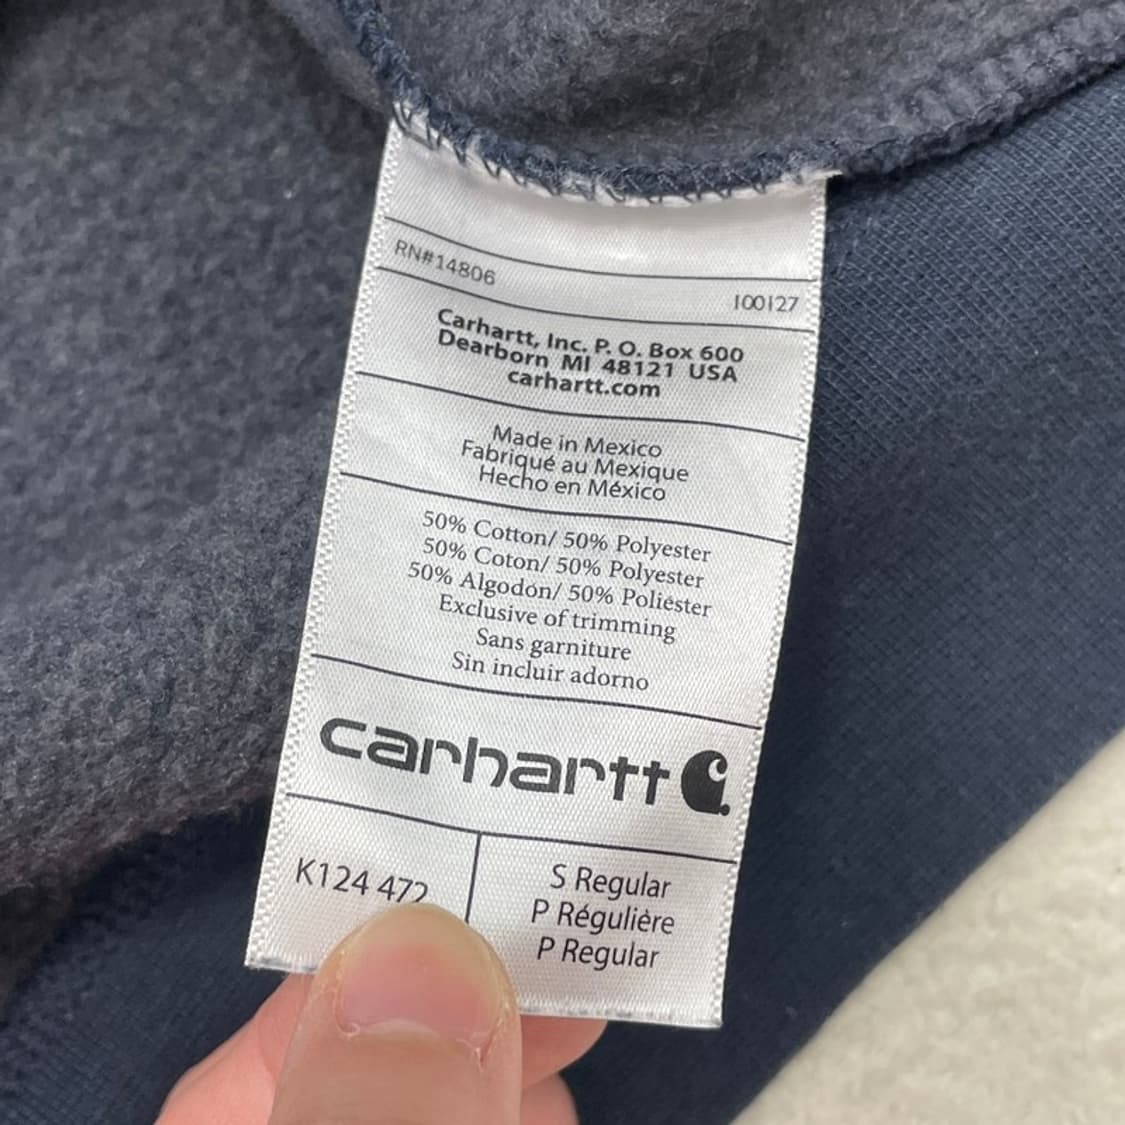 RN#14806
100127
Carhartt, Inc. P. O. Box 600
Dearborn MI 48121 USA
carhartt.com
Made in Mexico
Fabriqué au Mexique
Hecho en México
50% Cotton/ 50% Polyester
50% Coton/ 50% Polyester
50% Algodón/ 50% Poliéster
Exclusive of trimming
Sans garniture
Sin incluir adorno
carhartt
K124 472
S Regular
P Régulière
P Regular